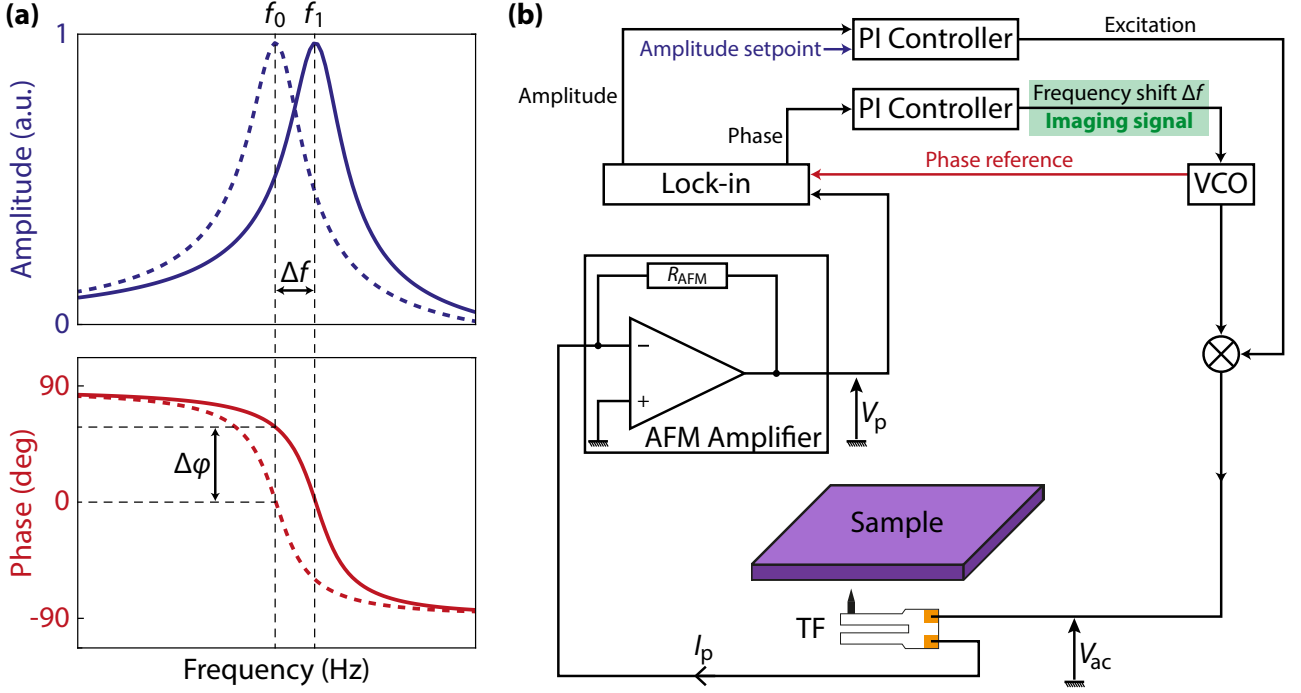 (a)
f0 f1
1
Amplitude (a.u.)
Δf
0
90
Phase (deg)
Δφ
0
-90
Frequency (Hz)
(b)
PI Controller
Excitation
Amplitude setpoint
Amplitude
PI Controller
Frequency shift Δf
Imaging signal
Phase
Phase reference
Lock-in
VCO
RAFM
−
+
AFM Amplifier
Vp
Sample
TF
Ip
Vac